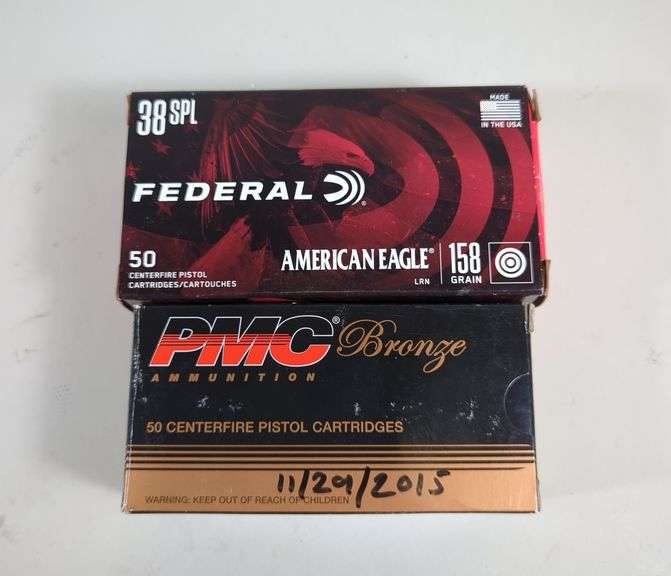 38 SPL
MADE
IN THE USA
FEDERAL®
50
CENTERFIRE PISTOL
CARTRIDGES/CARTOUCHES
AMERICAN EAGLE®
LRN
158
GRAIN
PMC® Bronze
AMMUNITION
50 CENTERFIRE PISTOL CARTRIDGES
11/29/2015
WARNING: KEEP OUT OF REACH OF CHILDREN